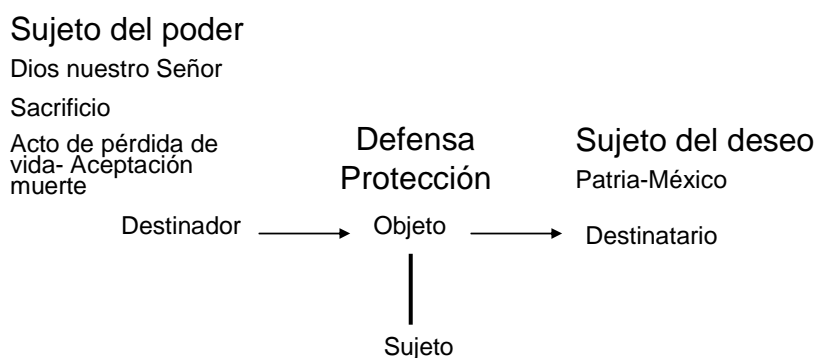 Sujeto del poder
Dios nuestro Señor
Sacrificio
Acto de pérdida de
vida- Aceptación
muerte
Defensa
Protección
Sujeto del deseo
Patria-México
Destinador
Objeto
Destinatario
Sujeto